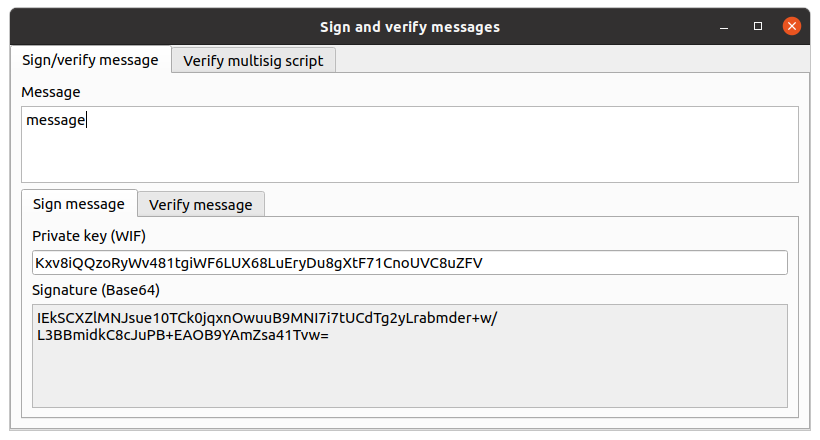 Sign and verify messages
Sign/verify message
Verify multisig script
Message
message
Sign message
Verify message
Private key (WIF)
Kxv8iQQzoRyWv481tgiWF6LUX68LuEryDu8gXtF71CnoUVC8uZFV
Signature (Base64)
IEkSCXZlMNJsue10TCk0jqxnOwuuB9MNI7i7tUCdTg2yLrabmder+w/
L3BBmidkC8cJuPB+EAOB9YAmZsa41Tvw=